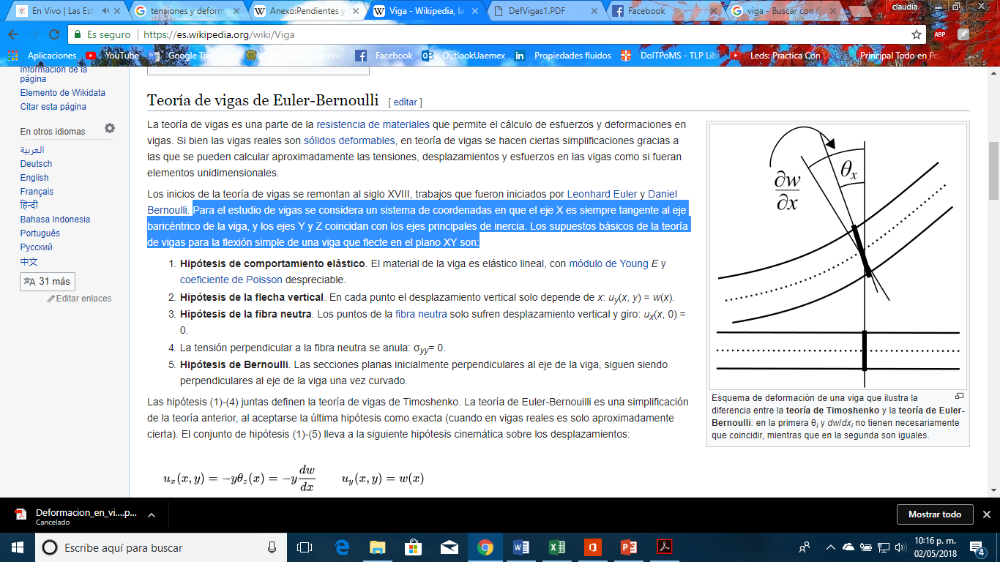 En Vivo | Las Est
tensiones y deform
Anexo:Pendientes y
Viga - Wikipedia, la
DefVigas1.PDF
Facebook
viga - Buscar con G
claudia
Es seguro
https://es.wikipedia.org/wiki/Viga
ABP
Aplicaciones
YouTube
Google Traductor
Facebook
OutlookUaemex
Propiedades fluidos
DoITPoMS - TLP Lib
Leds: Practica Con L
Principal Todo en Po
Información de la
página
Elemento de Wikidata
Citar esta página
En otros idiomas
العربية
Deutsch
English
Français
हिन्दी
Bahasa Indonesia
Português
Русский
中文
31 más
Editar enlaces
Teoría de vigas de Euler-Bernoulli [ editar ]
La teoría de vigas es una parte de la resistencia de materiales que permite el cálculo de esfuerzos y deformaciones en
vigas. Si bien las vigas reales son sólidos deformables, en teoría de vigas se hacen ciertas simplificaciones gracias a
las que se pueden calcular aproximadamente las tensiones, desplazamientos y esfuerzos en las vigas como si fueran
elementos unidimensionales.
Los inicios de la teoría de vigas se remontan al siglo XVIII, trabajos que fueron iniciados por Leonhard Euler y Daniel
Bernoulli. Para el estudio de vigas se considera un sistema de coordenadas en que el eje X es siempre tangente al eje
baricéntrico de la viga, y los ejes Y y Z coincidan con los ejes principales de inercia. Los supuestos básicos de la teoría
de vigas para la flexión simple de una viga que flecte en el plano XY son:
1. Hipótesis de comportamiento elástico. El material de la viga es elástico lineal, con módulo de Young E y
coeficiente de Poisson despreciable.
2. Hipótesis de la flecha vertical. En cada punto el desplazamiento vertical solo depende de x: uy(x, y) = w(x).
3. Hipótesis de la fibra neutra. Los puntos de la fibra neutra solo sufren desplazamiento vertical y giro: ux(x, 0) =
0.
4. La tensión perpendicular a la fibra neutra se anula: σyy= 0.
5. Hipótesis de Bernoulli. Las secciones planas inicialmente perpendiculares al eje de la viga, siguen siendo
perpendiculares al eje de la viga una vez curvado.
Las hipótesis (1)-(4) juntas definen la teoría de vigas de Timoshenko. La teoría de Euler-Bernouilli es una simplificación
de la teoría anterior, al aceptarse la última hipótesis como exacta (cuando en vigas reales es solo aproximadamente
cierta). El conjunto de hipótesis (1)-(5) lleva a la siguiente hipótesis cinemática sobre los desplazamientos:
ux(x, y) = −yθz(x) = −y dw/dx uy(x, y) = w(x)
∂w/∂x
θx
Esquema de deformación de una viga que ilustra la
diferencia entre la teoría de Timoshenko y la teoría de Euler-
Bernoulli: en la primera θi y dw/dxi no tienen necesariamente
que coincidir, mientras que en la segunda son iguales.
Deformacion_en_vi....p...
Cancelado
Mostrar todo
Escribe aquí para buscar
10:16 p. m.
02/05/2018
4